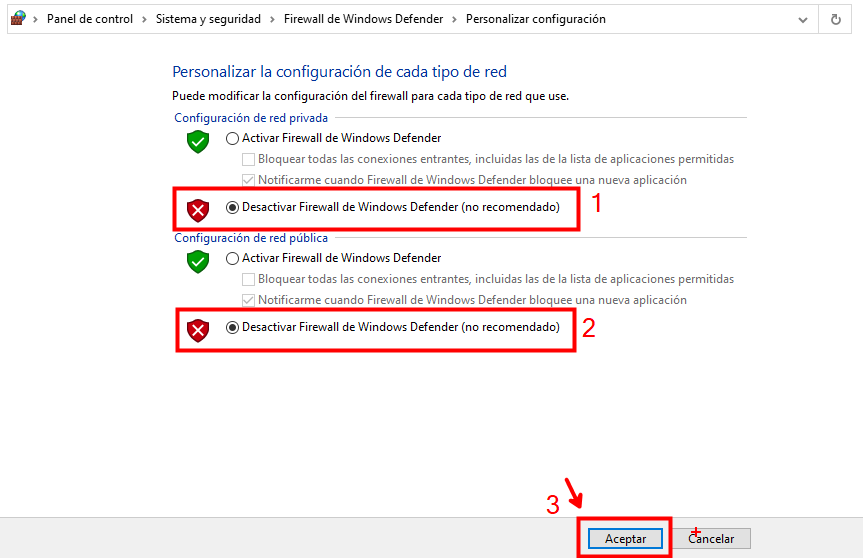 Panel de control › Sistema y seguridad › Firewall de Windows Defender › Personalizar configuración
Personalizar la configuración de cada tipo de red
Puede modificar la configuración del firewall para cada tipo de red que use.
Configuración de red privada
Activar Firewall de Windows Defender
Bloquear todas las conexiones entrantes, incluidas las de la lista de aplicaciones permitidas
Notificarme cuando Firewall de Windows Defender bloquee una nueva aplicación
Desactivar Firewall de Windows Defender (no recomendado) 1
Configuración de red pública
Activar Firewall de Windows Defender
Bloquear todas las conexiones entrantes, incluidas las de la lista de aplicaciones permitidas
Notificarme cuando Firewall de Windows Defender bloquee una nueva aplicación
Desactivar Firewall de Windows Defender (no recomendado) 2
3
Aceptar Cancelar